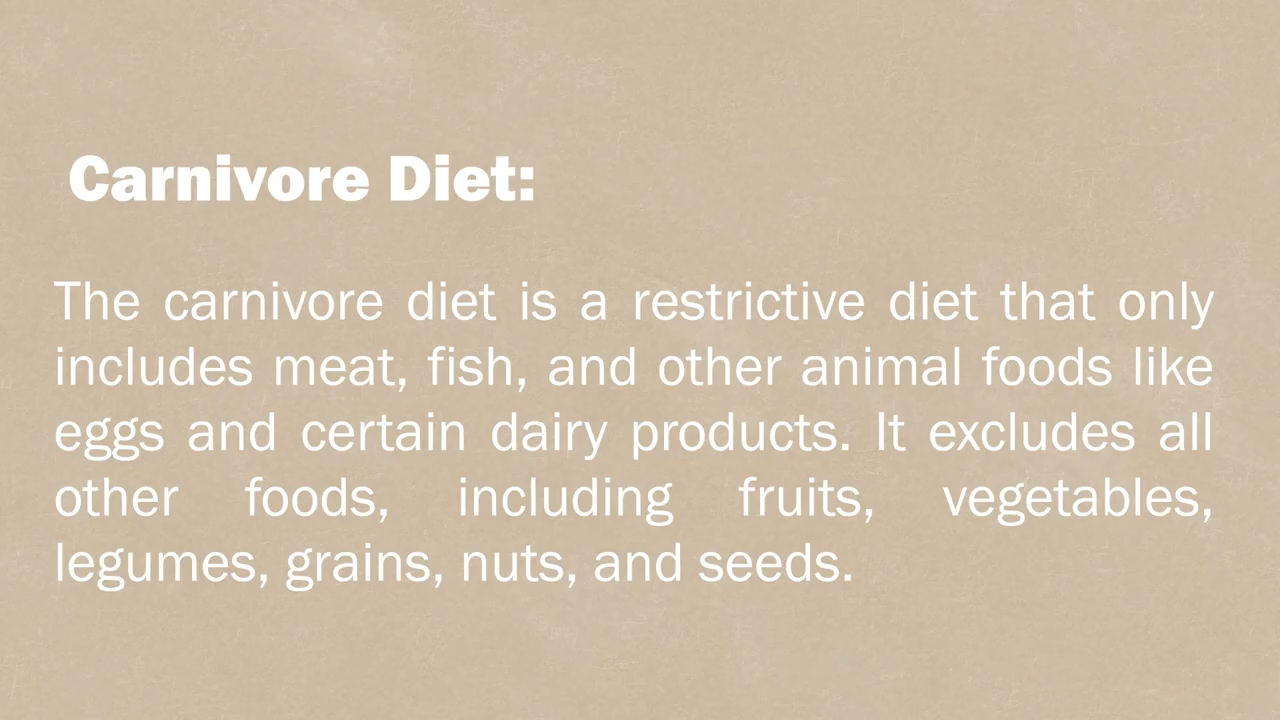 Carnivore Diet:
The carnivore diet is a restrictive diet that only
includes meat, fish, and other animal foods like
eggs and certain dairy products. It excludes all
other foods, including fruits, vegetables,
legumes, grains, nuts, and seeds.